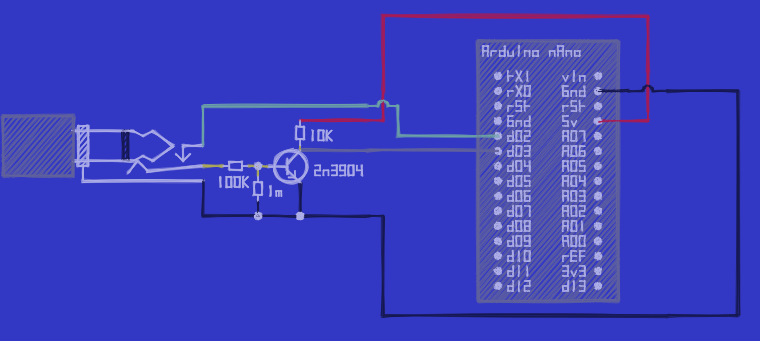 Arduino nAno
rX1 vIn
rX0 Gnd
rSt rSt
Gnd 5v
d02 A07
d03 A06
d04 A05
d05 A04
d06 A03
d07 A02
d08 A01
d09 A00
d10 rEF
d11 3v3
d12 d13
10K
2n3904
100K
1m